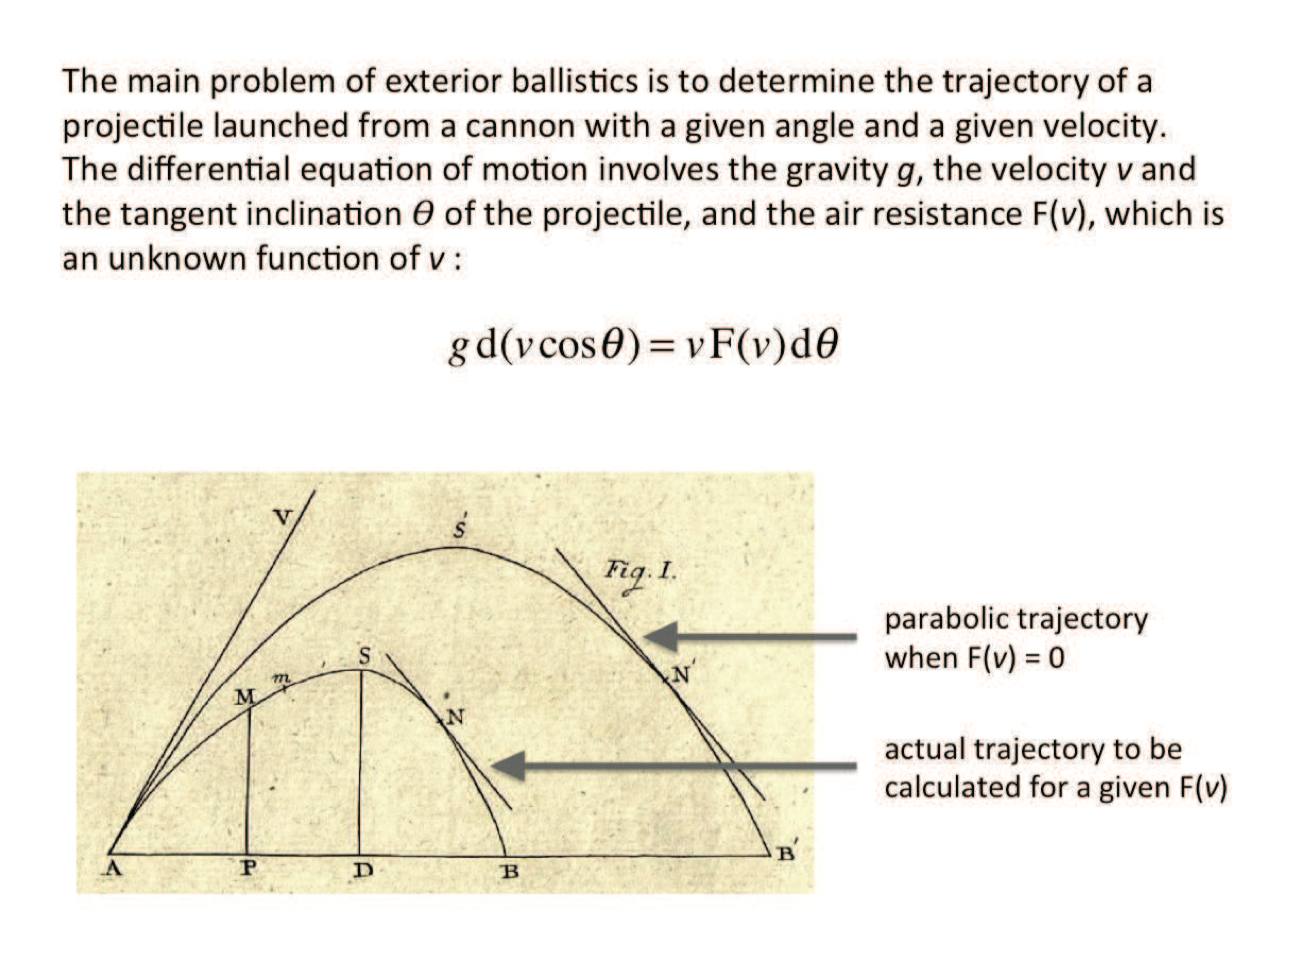 The main problem of exterior ballistics is to determine the trajectory of a
projectile launched from a cannon with a given angle and a given velocity.
The differential equation of motion involves the gravity g, the velocity v and
the tangent inclination θ of the projectile, and the air resistance F(v), which is
an unknown function of v :
g d(v cos θ) = v F(v) dθ
V
S'
Fig. I.
parabolic trajectory
when F(v) = 0
S
m
M
N'
N
actual trajectory to be
calculated for a given F(v)
A P D B B'